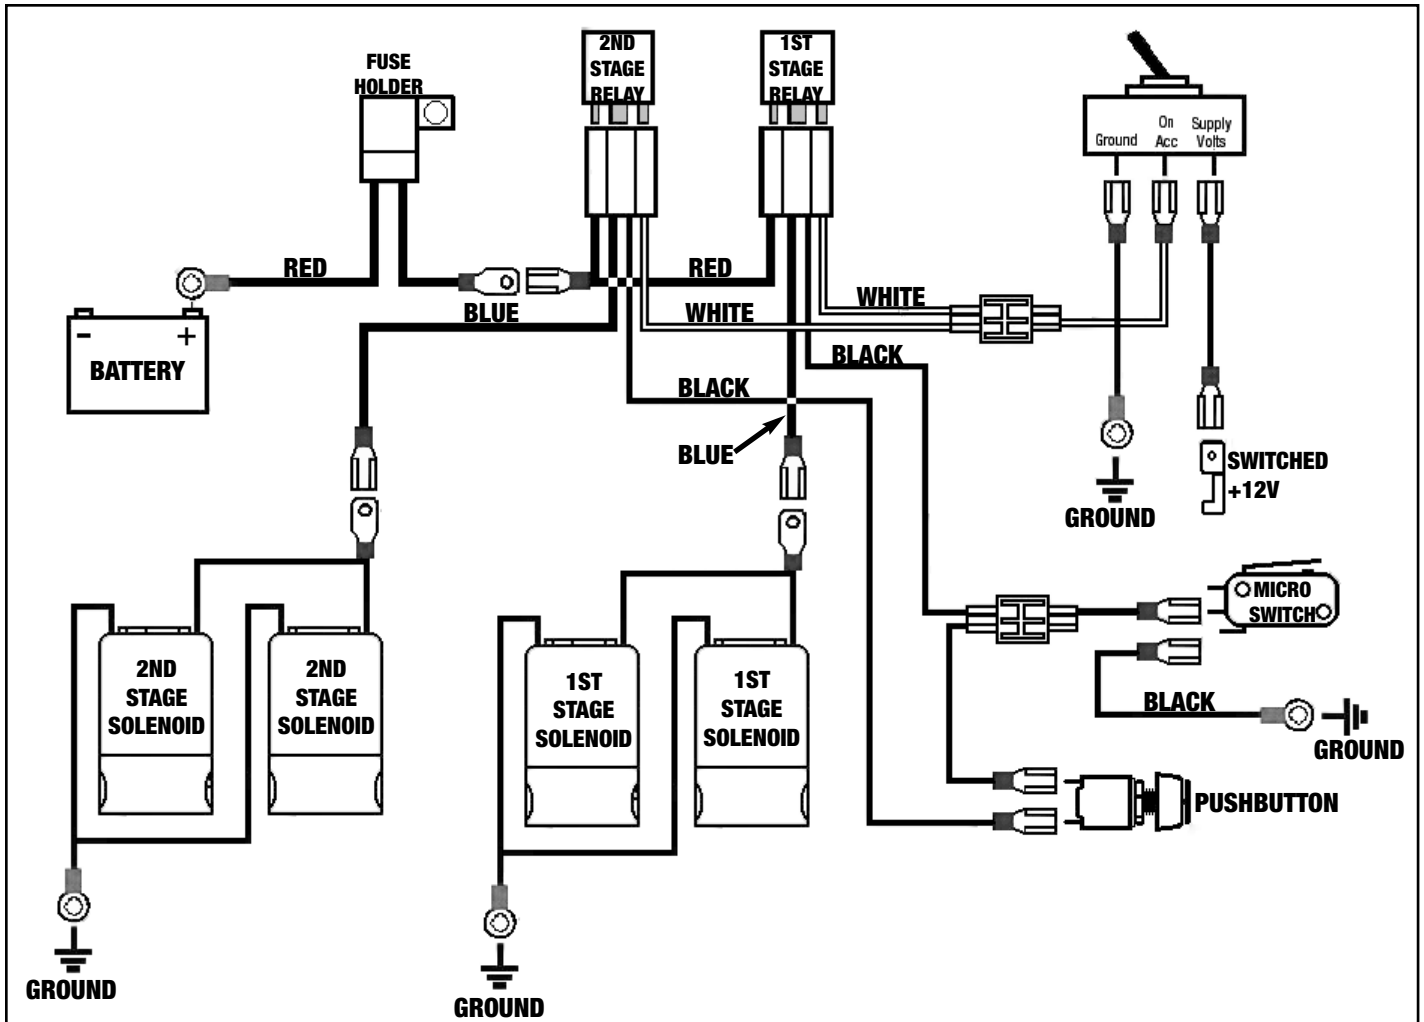 2ND
STAGE
RELAY
1ST
STAGE
RELAY
FUSE
HOLDER
Ground
On
Acc
Supply
Volts
RED
RED
BLUE
WHITE
WHITE
- +
BATTERY
BLACK
BLACK
BLUE
SWITCHED
+12V
GROUND
MICRO
SWITCH
2ND
STAGE
SOLENOID
2ND
STAGE
SOLENOID
1ST
STAGE
SOLENOID
1ST
STAGE
SOLENOID
BLACK
GROUND
PUSHBUTTON
GROUND
GROUND